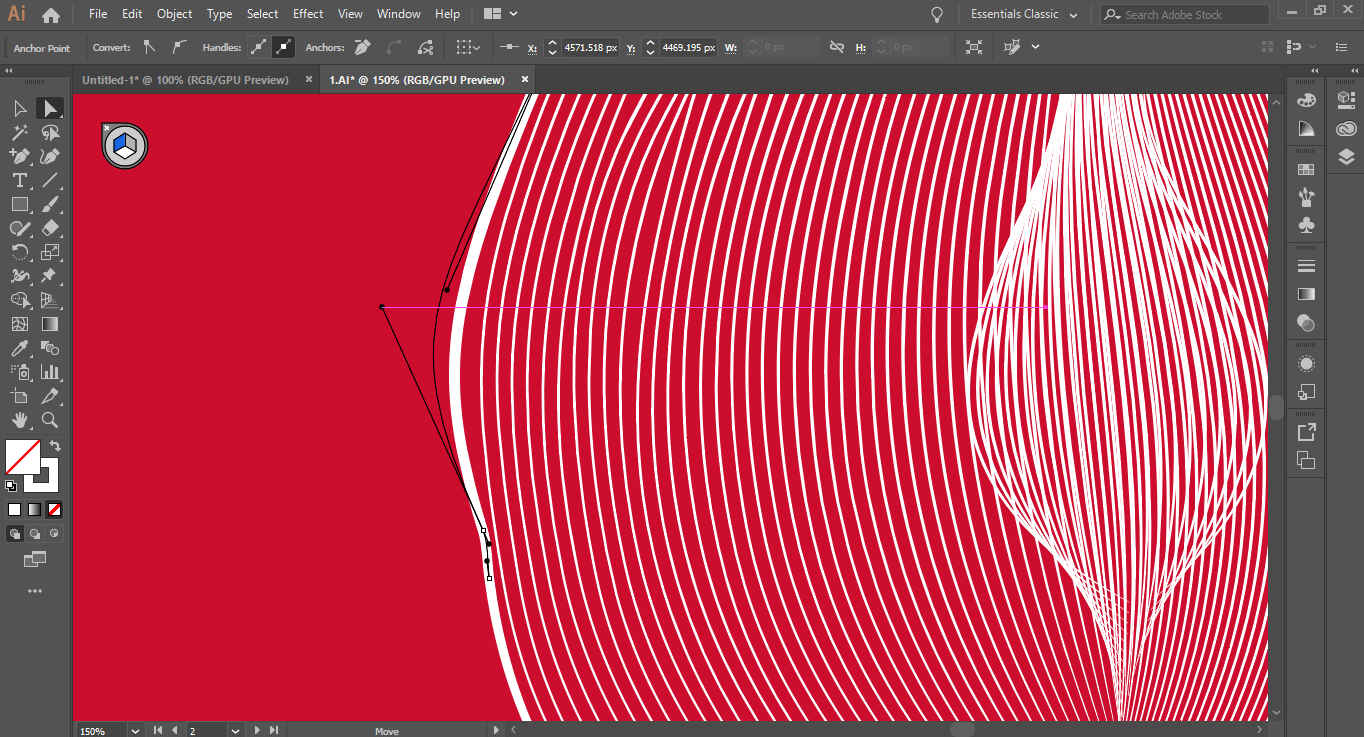 Ai File Edit Object Type Select Effect View Window Help Essentials Classic Search Adobe Stock
Anchor Point Convert: Handles: Anchors: X: 4571.518 px Y: 4469.195 px W: 0 px H: 0 px
Untitled-1* @ 100% (RGB/GPU Preview) × 1.AI* @ 150% (RGB/GPU Preview) ×
150% 2 Move